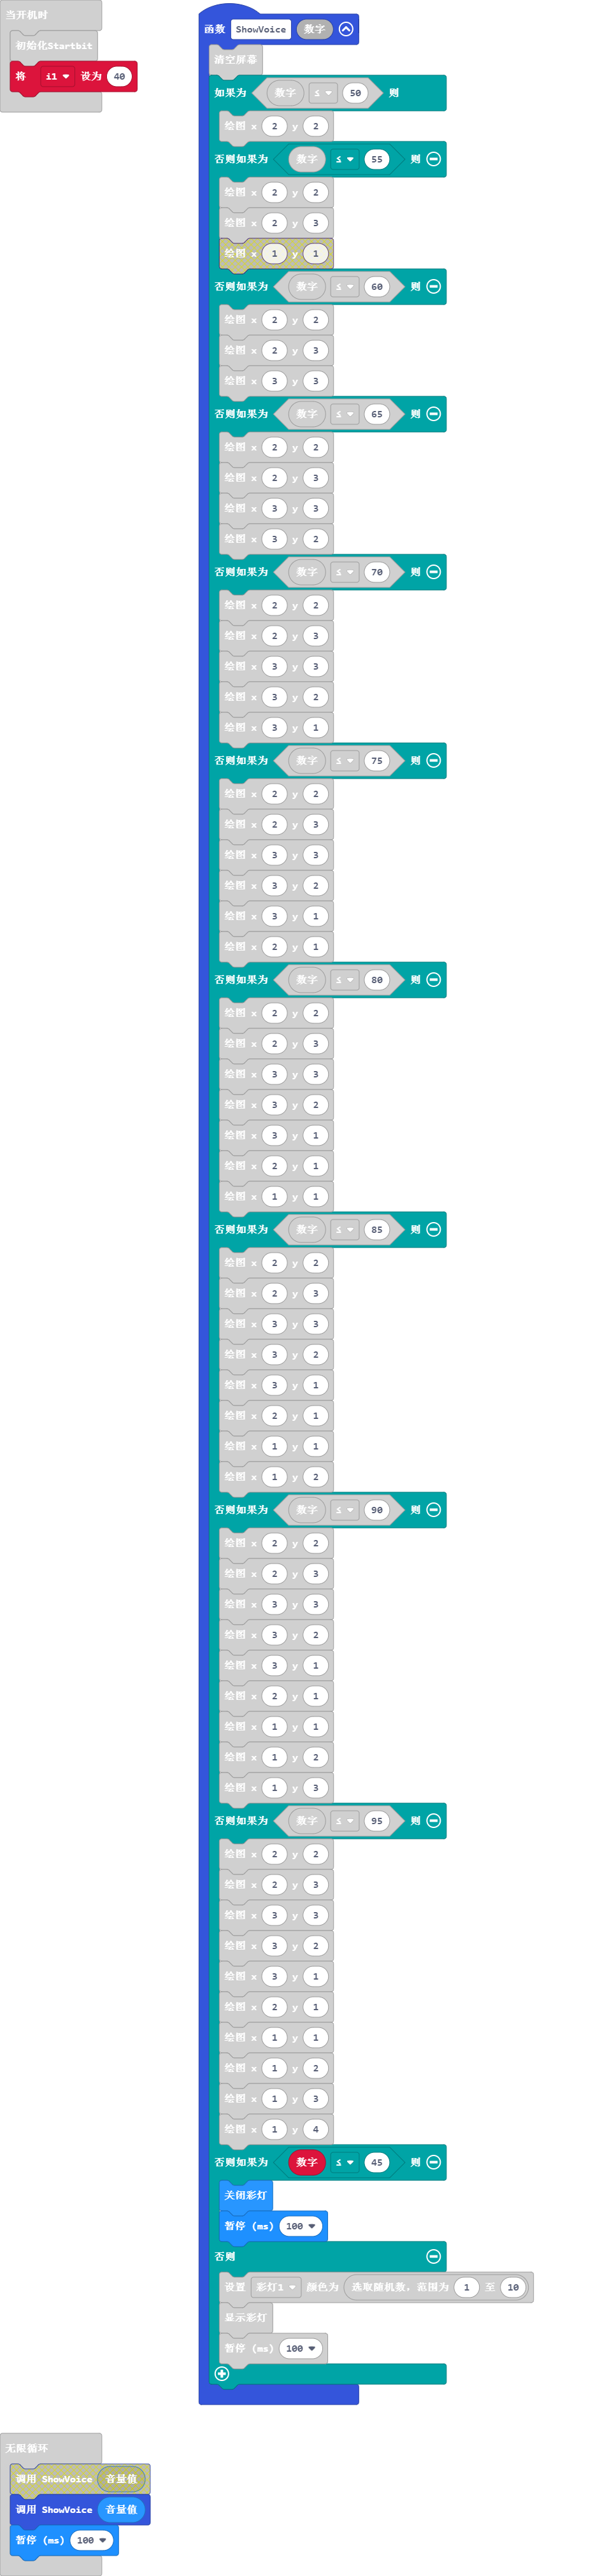 当开机时
初始化Startbit
将 i1 设为 40
函数 ShowVoice 数字
清空屏幕
如果为 数字 ≤ 50 则
绘图 x 2 y 2
否则如果为 数字 ≤ 55 则
绘图 x 2 y 2
绘图 x 2 y 3
绘图 x 1 y 1
否则如果为 数字 ≤ 60 则
绘图 x 2 y 2
绘图 x 2 y 3
绘图 x 3 y 3
否则如果为 数字 ≤ 65 则
绘图 x 2 y 2
绘图 x 2 y 3
绘图 x 3 y 3
绘图 x 3 y 2
否则如果为 数字 ≤ 70 则
绘图 x 2 y 2
绘图 x 2 y 3
绘图 x 3 y 3
绘图 x 3 y 2
绘图 x 3 y 1
否则如果为 数字 ≤ 75 则
绘图 x 2 y 2
绘图 x 2 y 3
绘图 x 3 y 3
绘图 x 3 y 2
绘图 x 3 y 1
绘图 x 2 y 1
否则如果为 数字 ≤ 80 则
绘图 x 2 y 2
绘图 x 2 y 3
绘图 x 3 y 3
绘图 x 3 y 2
绘图 x 3 y 1
绘图 x 2 y 1
绘图 x 1 y 1
否则如果为 数字 ≤ 85 则
绘图 x 2 y 2
绘图 x 2 y 3
绘图 x 3 y 3
绘图 x 3 y 2
绘图 x 3 y 1
绘图 x 2 y 1
绘图 x 1 y 1
绘图 x 1 y 2
否则如果为 数字 ≤ 90 则
绘图 x 2 y 2
绘图 x 2 y 3
绘图 x 3 y 3
绘图 x 3 y 2
绘图 x 3 y 1
绘图 x 2 y 1
绘图 x 1 y 1
绘图 x 1 y 2
绘图 x 1 y 3
否则如果为 数字 ≤ 95 则
绘图 x 2 y 2
绘图 x 2 y 3
绘图 x 3 y 3
绘图 x 3 y 2
绘图 x 3 y 1
绘图 x 2 y 1
绘图 x 1 y 1
绘图 x 1 y 2
绘图 x 1 y 3
绘图 x 1 y 4
否则如果为 数字 ≤ 45 则
关闭彩灯
暂停 (ms) 100
否则
设置 彩灯1 颜色为 选取随机数，范围为 1 至 10
显示彩灯
暂停 (ms) 100
无限循环
调用 ShowVoice 音量值
调用 ShowVoice 音量值
暂停 (ms) 100